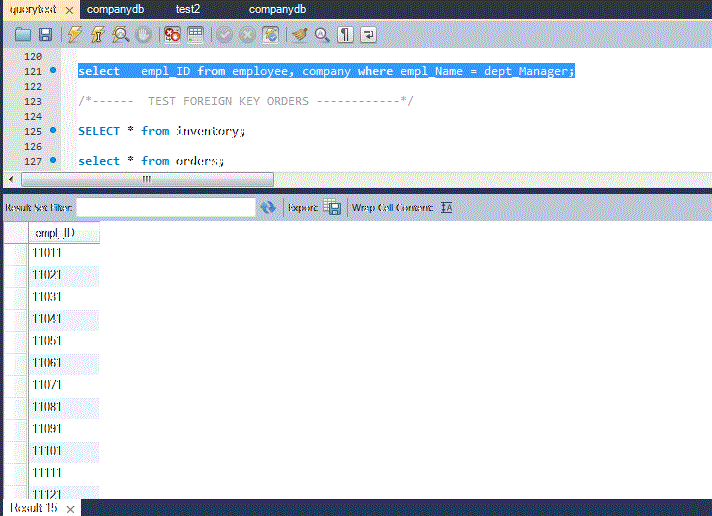 querytest × companydb test2 companydb
120
121 select empl_ID from employee, company where empl_Name = dept_Manager;
122
123 /*------ TEST FOREIGN KEY ORDERS ------------*/
124
125 SELECT * from inventory;
126
127 select * from orders;
Result Set Filter: Export: Wrap Cell Content:
empl_ID
11011
11021
11031
11041
11051
11061
11071
11081
11091
11101
11111
11121
Result 15 ×